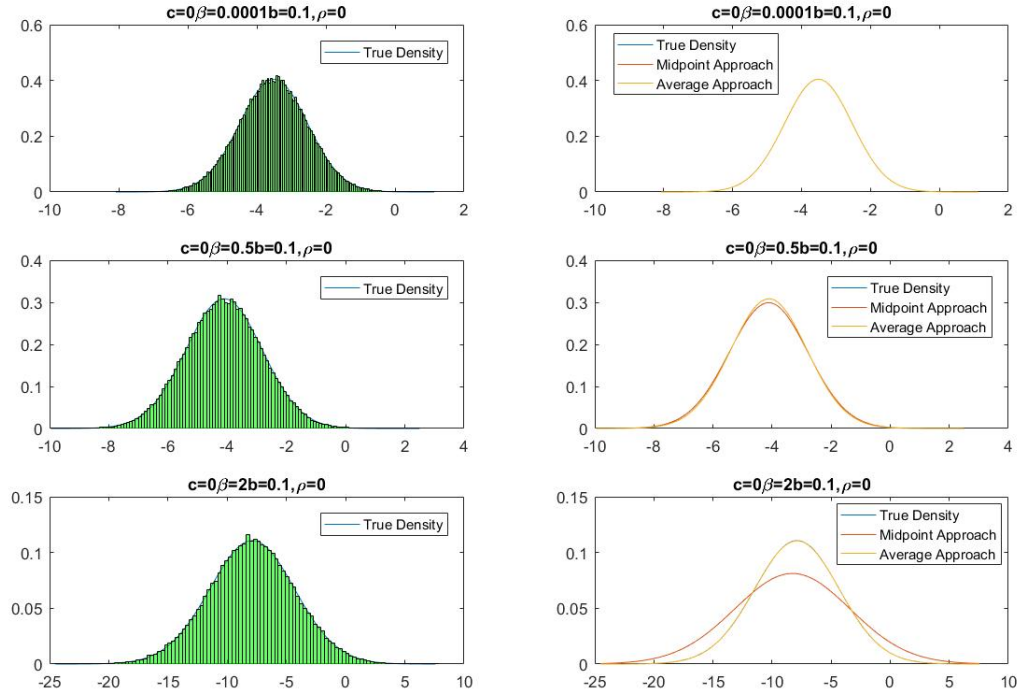 c=0β=0.0001b=0.1,ρ=0
0.6
0.4
0.2
0
True Density
-10 -8 -6 -4 -2 0 2
c=0β=0.0001b=0.1,ρ=0
0.6
0.4
0.2
0
True Density
Midpoint Approach
Average Approach
-10 -8 -6 -4 -2 0 2
c=0β=0.5b=0.1,ρ=0
0.4
0.3
0.2
0.1
0
True Density
-10 -8 -6 -4 -2 0 2 4
c=0β=0.5b=0.1,ρ=0
0.4
0.3
0.2
0.1
0
True Density
Midpoint Approach
Average Approach
-10 -8 -6 -4 -2 0 2 4
c=0β=2b=0.1,ρ=0
0.15
0.1
0.05
0
True Density
-25 -20 -15 -10 -5 0 5 10
c=0β=2b=0.1,ρ=0
0.15
0.1
0.05
0
True Density
Midpoint Approach
Average Approach
-25 -20 -15 -10 -5 0 5 10